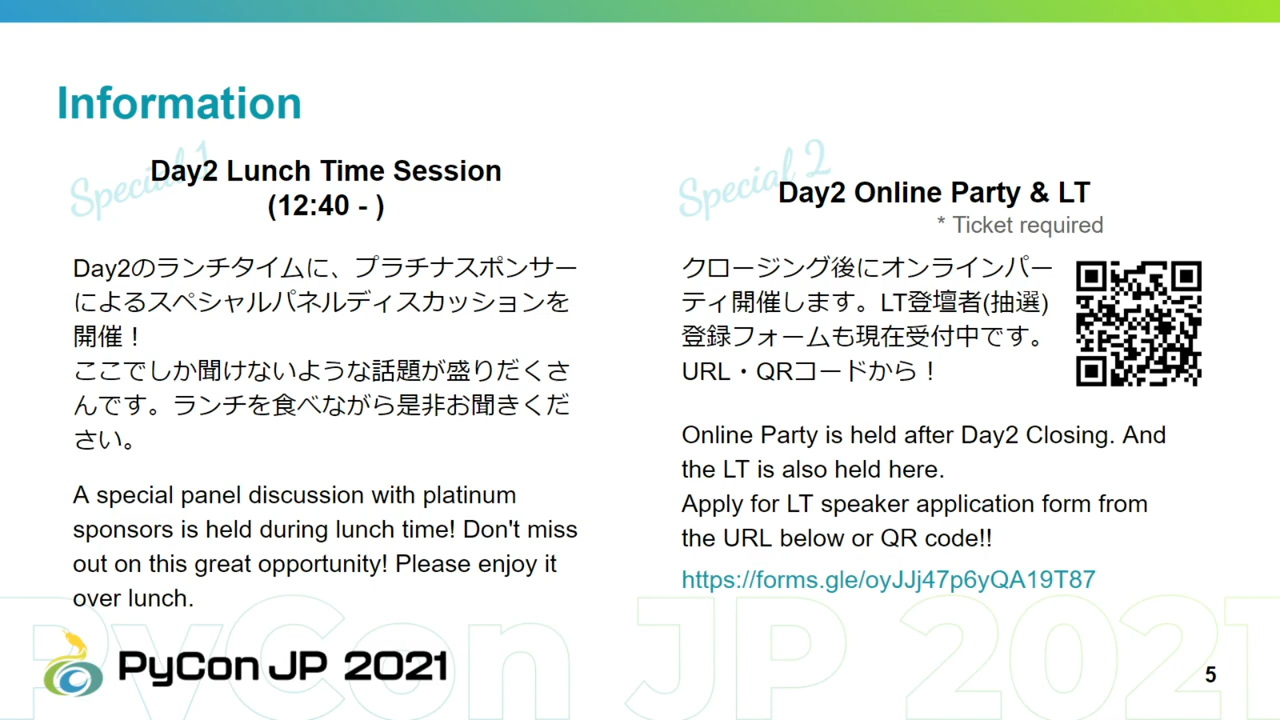 Information
Special 1
Day2 Lunch Time Session
(12:40 - )
Day2のランチタイムに、プラチナスポンサー
によるスペシャルパネルディスカッションを
開催！
ここでしか聞けないような話題が盛りだくさ
んです。ランチを食べながら是非お聞きくだ
さい。
A special panel discussion with platinum
sponsors is held during lunch time! Don't miss
out on this great opportunity! Please enjoy it
over lunch.
Special 2
Day2 Online Party & LT
* Ticket required
クロージング後にオンラインパー
ティ開催します。LT登壇者(抽選)
登録フォームも現在受付中です。
URL・QRコードから！
Online Party is held after Day2 Closing. And
the LT is also held here.
Apply for LT speaker application form from
the URL below or QR code!!
https://forms.gle/oyJJj47p6yQA19T87
PyCon JP 2021
PyCon JP 2021
5